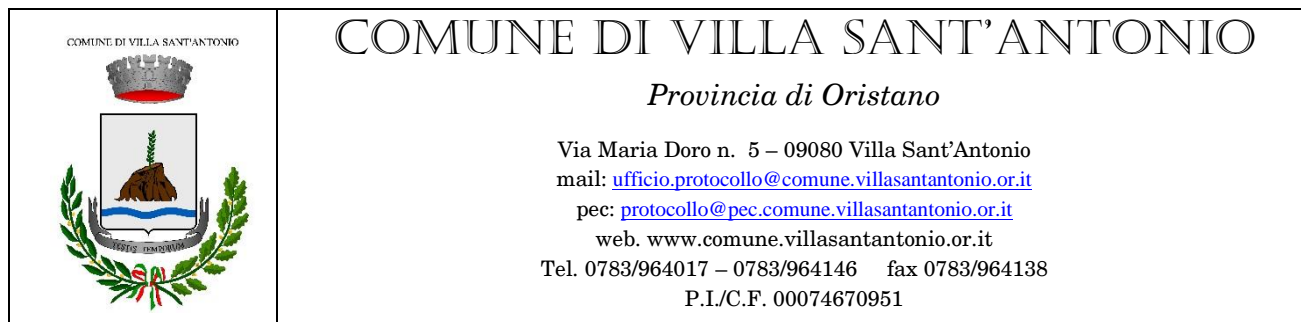 COMUNE DI VILLA SANT'ANTONIO
TESTIS TEMPORUM
COMUNE DI VILLA SANT’ANTONIO
Provincia di Oristano
Via Maria Doro n. 5 – 09080 Villa Sant’Antonio
mail: ufficio.protocollo@comune.villasantantonio.or.it
pec: protocollo@pec.comune.villasantantonio.or.it
web. www.comune.villasantantonio.or.it
Tel. 0783/964017 – 0783/964146 fax 0783/964138
P.I./C.F. 00074670951